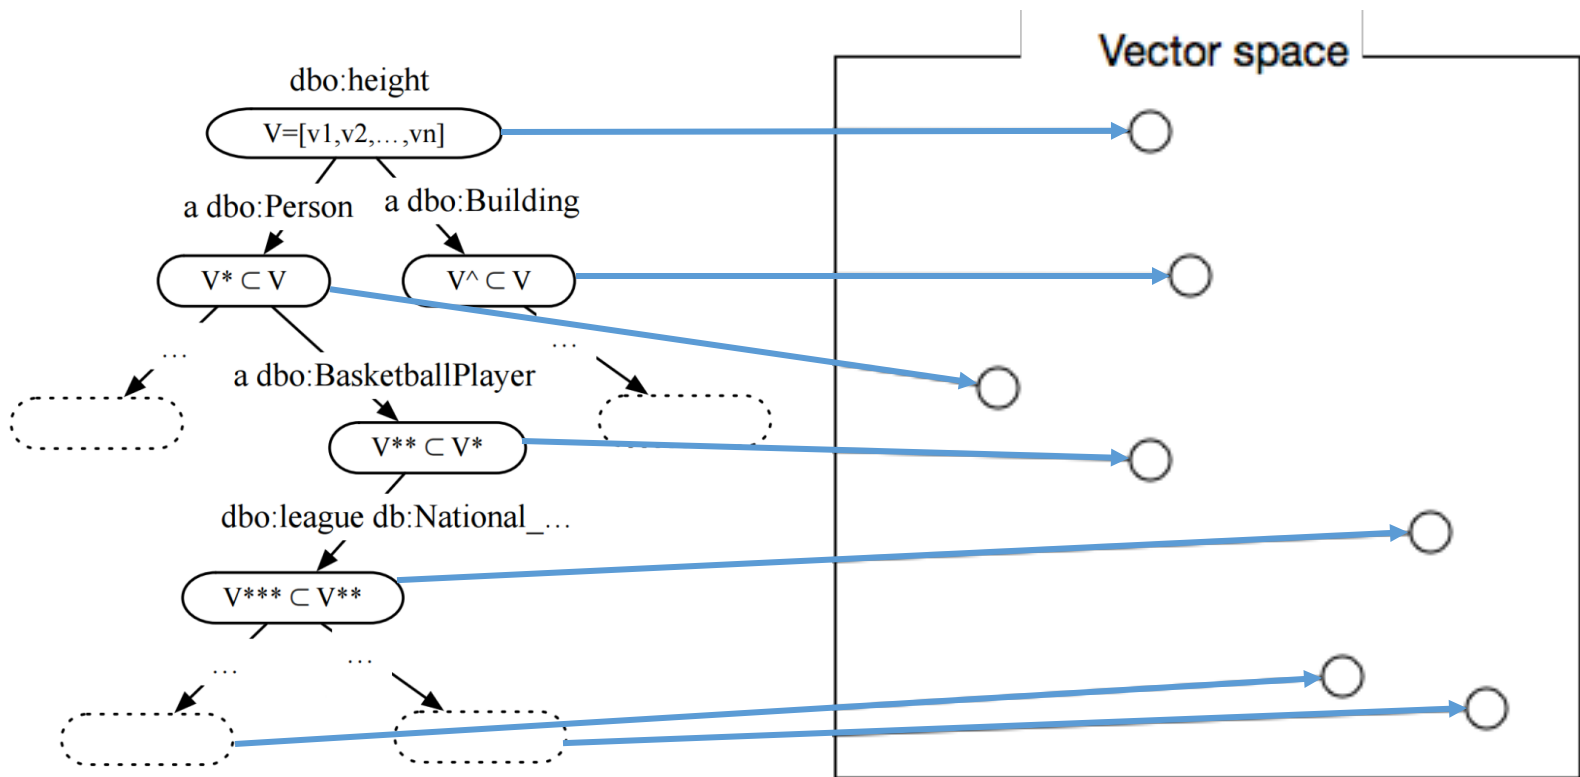 Vector space
dbo:height
V=[v1,v2,…,vn]
a dbo:Person
a dbo:Building
V* ⊂ V
V^ ⊂ V
…
…
a dbo:BasketballPlayer
V** ⊂ V*
dbo:league db:National_…
V*** ⊂ V**
…
…